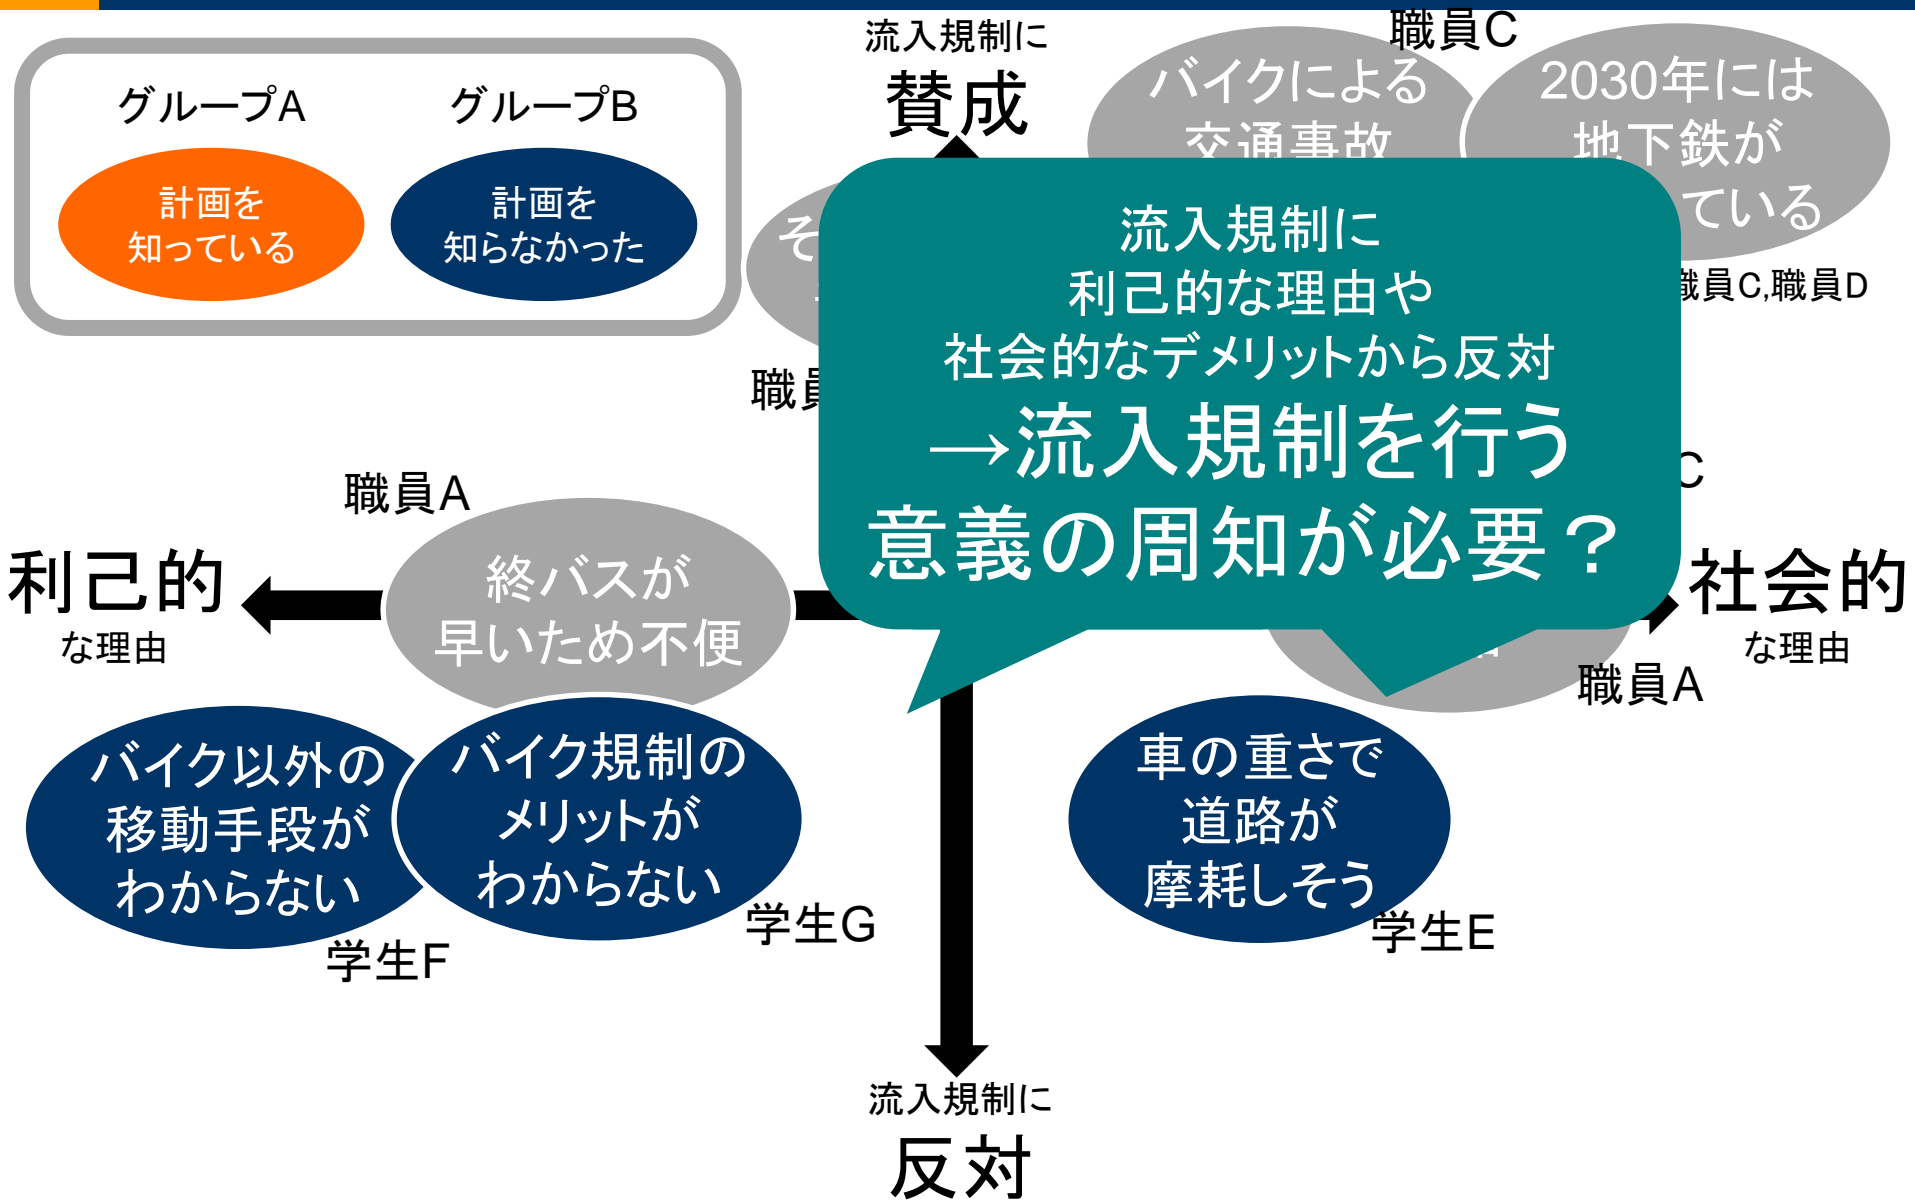 グループA
グループB
計画を
知っている
計画を
知らなかった
流入規制に
賛成
職員C
バイクによる
交通事故
2030年には
地下鉄が
ている
そ
職員C,職員D
職員
流入規制に
利己的な理由や
社会的なデメリットから反対
→流入規制を行う
意義の周知が必要？
C
職員A
終バスが
早いため不便
利己的
な理由
社会的
な理由
職員A
バイク以外の
移動手段が
わからない
学生F
バイク規制の
メリットが
わからない
学生G
車の重さで
道路が
摩耗しそう
学生E
流入規制に
反対